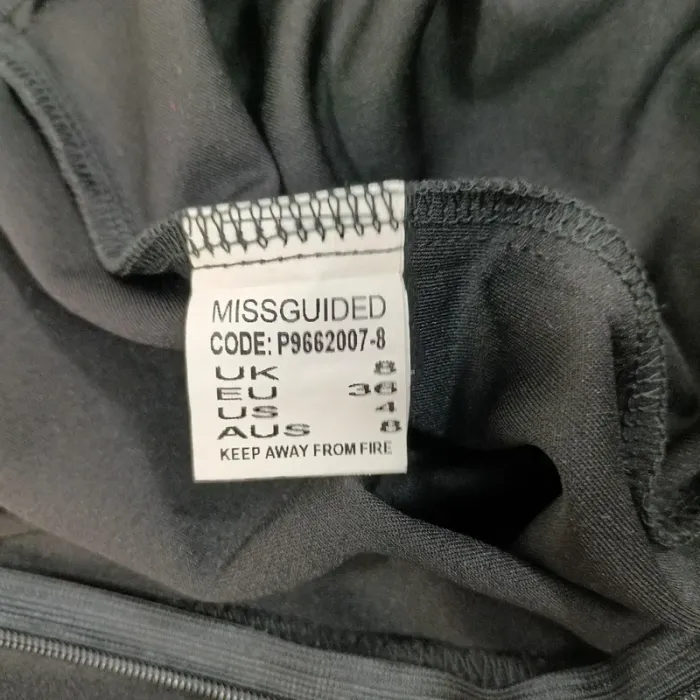 MISSGUIDED
CODE: P9662007-8
UK 8
EU 36
US 4
AUS 8
KEEP AWAY FROM FIRE